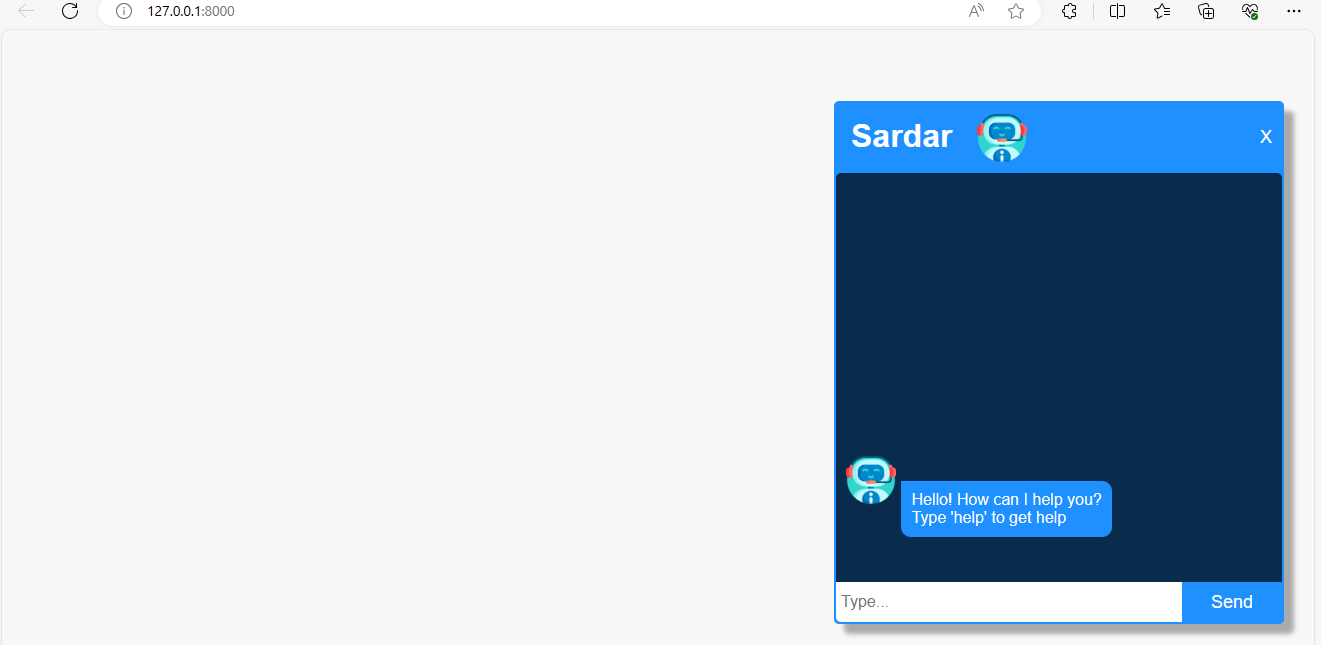 127.0.0.1:8000
Sardar
X
Hello! How can I help you?
Type 'help' to get help
Type...
Send